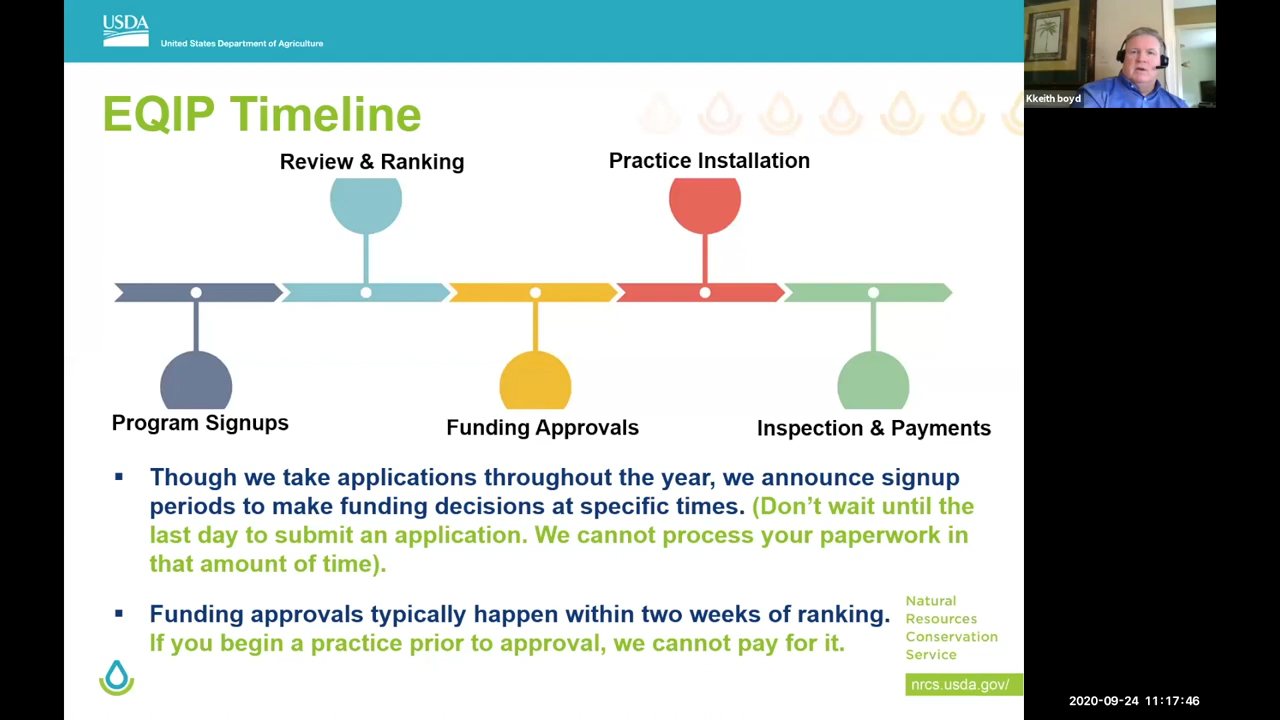 USDA
United States Department of Agriculture
Kkeith boyd
EQIP Timeline
Review & Ranking
Practice Installation
Program Signups
Funding Approvals
Inspection & Payments
Though we take applications throughout the year, we announce signup
periods to make funding decisions at specific times. (Don’t wait until the
last day to submit an application. We cannot process your paperwork in
that amount of time).
Funding approvals typically happen within two weeks of ranking.
If you begin a practice prior to approval, we cannot pay for it.
Natural
Resources
Conservation
Service
nrcs.usda.gov/
2020-09-24 11:17:46